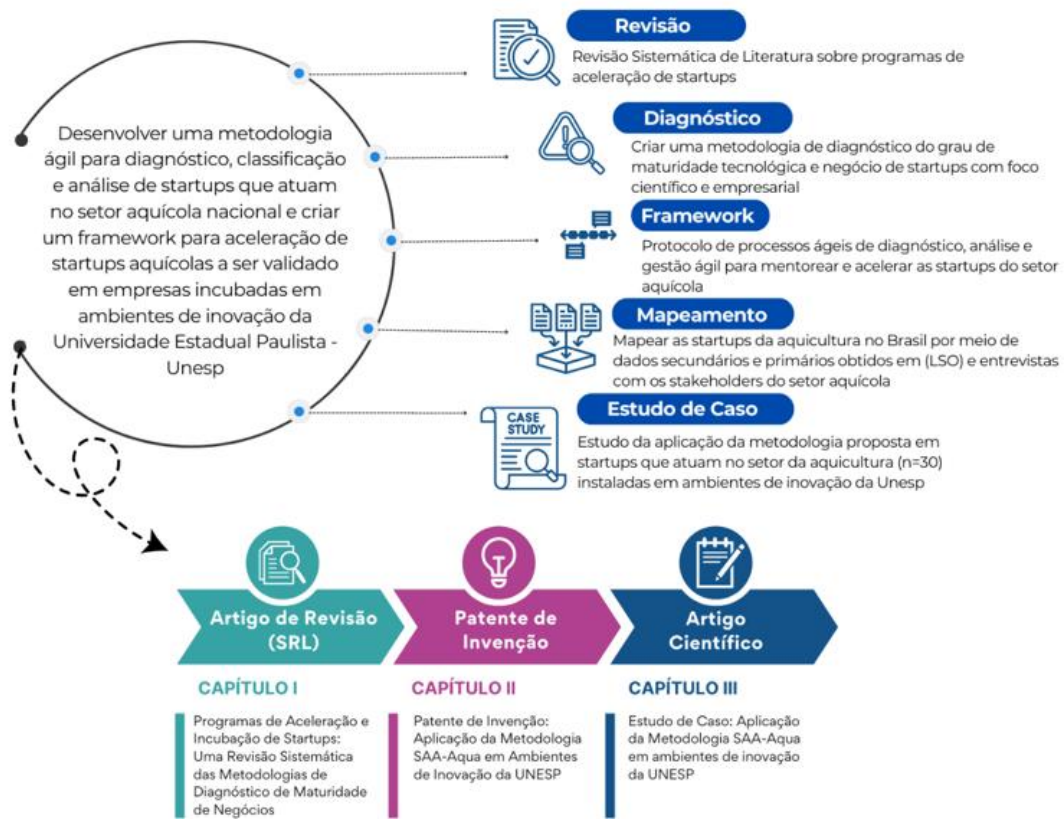 Desenvolver uma metodologia
ágil para diagnóstico, classificação
e análise de startups que atuam
no setor aquícola nacional e criar
um framework para aceleração de
startups aquícolas a ser validado
em empresas incubadas em
ambientes de inovação da
Universidade Estadual Paulista -
Unesp
Revisão
Revisão Sistemática de Literatura sobre programas de
aceleração de startups
Diagnóstico
Criar uma metodologia de diagnóstico do grau de
maturidade tecnológica e negócio de startups com foco
científico e empresarial
Framework
Protocolo de processos ágeis de diagnóstico, análise e
gestão ágil para mentorear e acelerar as startups do setor
aquícola
Mapeamento
Mapear as startups da aquicultura no Brasil por meio de
dados secundários e primários obtidos em (LSO) e entrevistas
com os stakeholders do setor aquícola
CASE
STUDY
Estudo de Caso
Estudo da aplicação da metodologia proposta em
startups que atuam no setor da aquicultura (n=30)
instaladas em ambientes de inovação da Unesp
Artigo de Revisão
(SRL)
CAPÍTULO I
Programas de Aceleração e
Incubação de Startups:
Uma Revisão Sistemática
das Metodologias de
Diagnóstico de Maturidade
de Negócios
Patente de
Invenção
CAPÍTULO II
Patente de Invenção:
Aplicação da Metodologia
SAA-Aqua em Ambientes
de Inovação da UNESP
Artigo
Científico
CAPÍTULO III
Estudo de Caso: Aplicação
da Metodologia SAA-Aqua
em ambientes de inovação
da UNESP